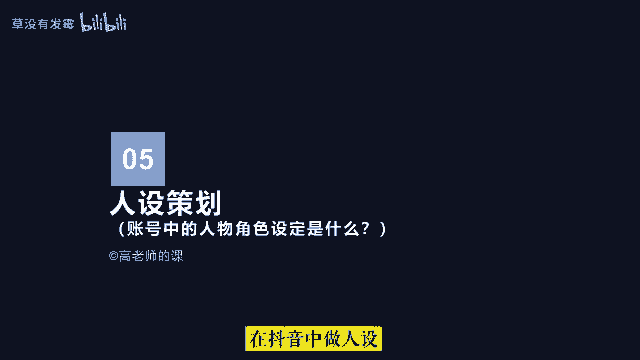 草没有发霉 bilibili
05
人设策划
（账号中的人物角色设定是什么？）
©高老师的课
在抖音中做人设